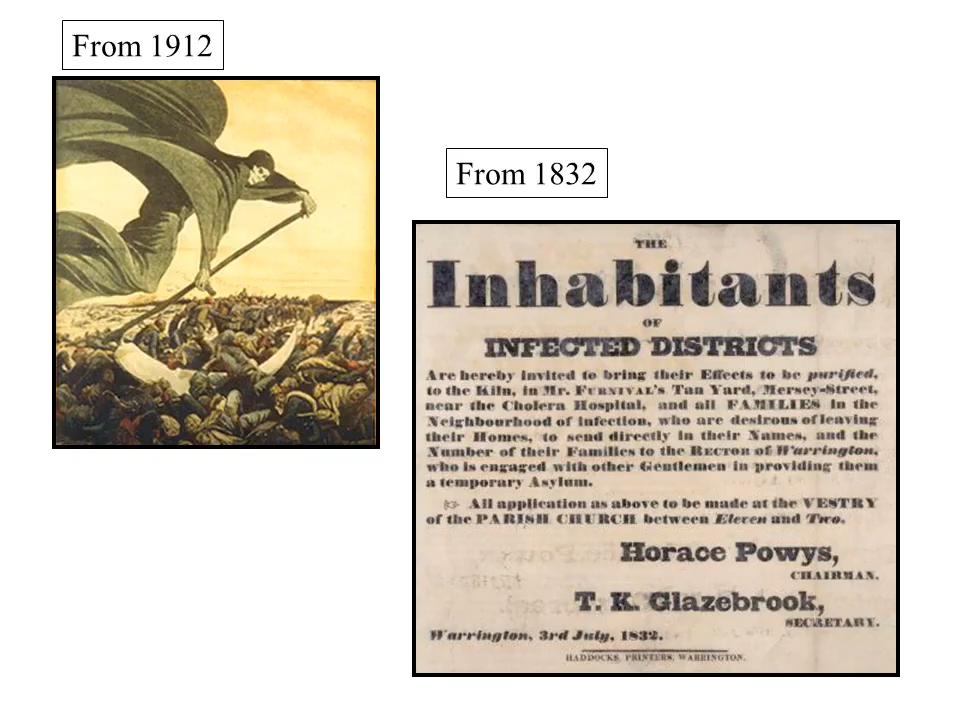 From 1912
From 1832
THE
Inhabitants
OF
INFECTED DISTRICTS
Are hereby invited to bring their Effects to be purified,
to the Kiln, in Mr. FURNIVAL's Tan Yard, Mersey-Street,
near the Cholera Hospital, and all FAMILIES in the
Neighbourhood of infection, who are desirous of leaving
their Homes, to send directly in their Names, and the
Number of their Families to the RECTOR of Warrington,
who is engaged with other Gentlemen in providing them
a temporary Asylum.
☞ All application as above to be made at the VESTRY
of the PARISH CHURCH between Eleven and Two.
Horace Powys,
CHAIRMAN.
T. K. Glazebrook,
SECRETARY.
Warrington, 3rd July, 1832.
HADDOCKS, PRINTERS, WARRINGTON.